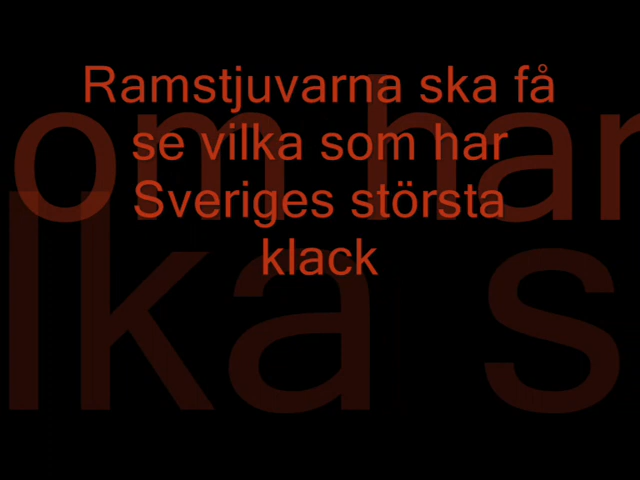 Ramstjuvarna ska få
se vilka som har
Sveriges största
klack
om har
lka s